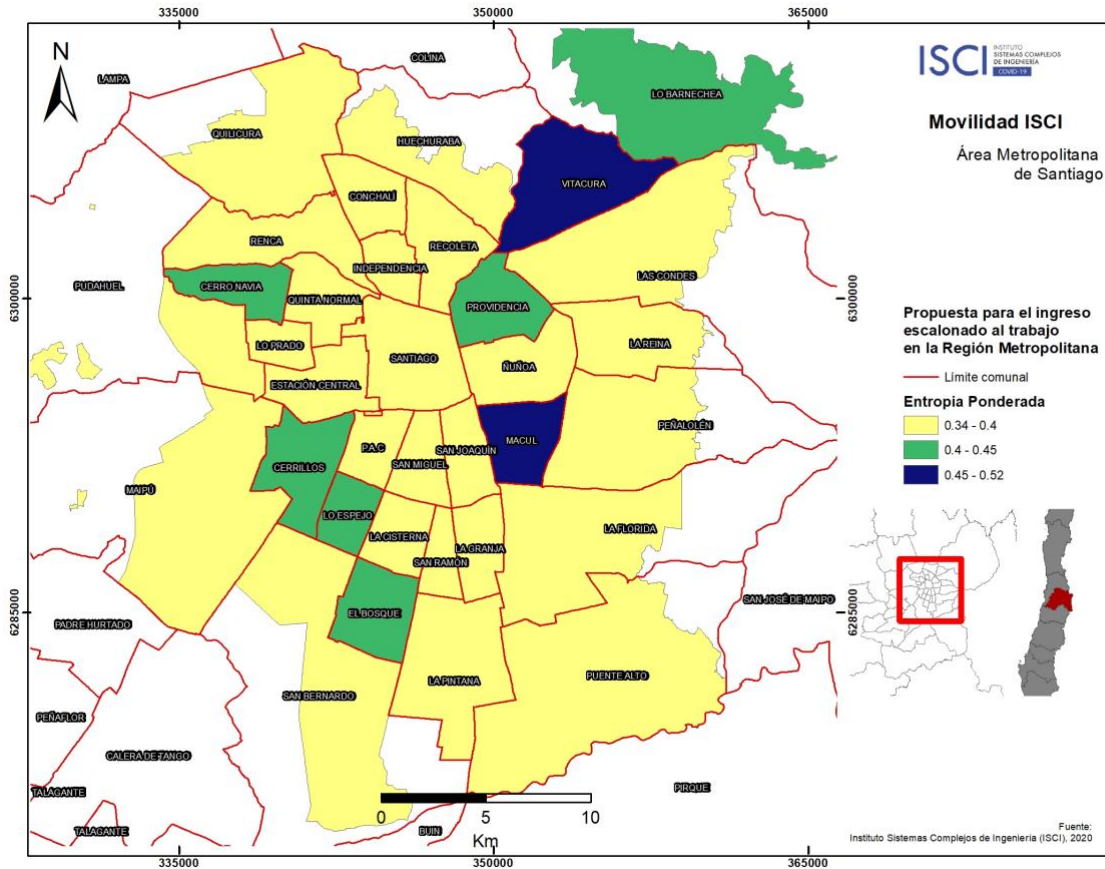 335000
350000
365000
N
COLINA
LAMPA
LO BARNECHEA
QUILICURA
HUECHURABA
VITACURA
CONCHALÍ
RENCA
RECOLETA
INDEPENDENCIA
LAS CONDES
PUDAHUEL
CERRO NAVIA
QUINTA NORMAL
PROVIDENCIA
6300000
6300000
LO PRADO
SANTIAGO
LA REINA
ÑUÑOA
ESTACIÓN CENTRAL
PEÑALOLÉN
MACUL
P.A.C
SAN JOAQUÍN
SAN MIGUEL
CERRILLOS
MAIPÚ
LO ESPEJO
LA CISTERNA
LA GRANJA
LA FLORIDA
SAN RAMÓN
EL BOSQUE
6285000
6285000
SAN JOSÉ DE MAIPO
PADRE HURTADO
LA PINTANA
PUENTE ALTO
SAN BERNARDO
PEÑAFLOR
CALERA DE TANGO
PIRQUE
TALAGANTE
TALAGANTE
BUIN
0
5
10
Km
335000
350000
365000
ISCI
INSTITUTO
SISTEMAS COMPLEJOS
DE INGENIERÍA
COVID-19
Movilidad ISCI
Área Metropolitana
de Santiago
Propuesta para el ingreso
escalonado al trabajo
en la Región Metropolitana
Límite comunal
Entropia Ponderada
0.34 - 0.4
0.4 - 0.45
0.45 - 0.52
Fuente:
Instituto Sistemas Complejos de Ingeniería (ISCI), 2020